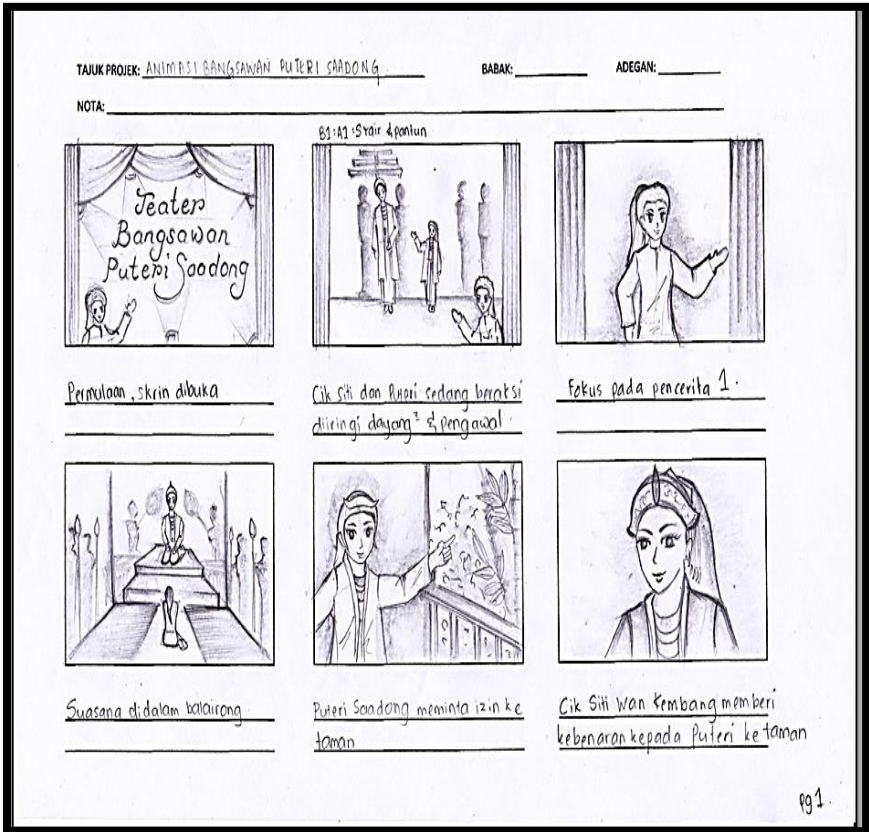 TAJUK PROJEK: ANIMASI BANGSAWAN PUTERI SAADONG
BABAK:
ADEGAN:
NOTA:
B1:A1: Syair & pantun
Teater
Bangsawan
Puteri Saadong
Permulaan, skrin dibuka
Cik Siti dan Puteri sedang beraksi
diiringi dayang² & pengawal.
Fokus pada pencerita 1.
Suasana didalam balairong
Puteri Saadong meminta izin ke
taman
Cik Siti Wan Kembang memberi
kebenaran kepada Puteri ke taman
pg 1.